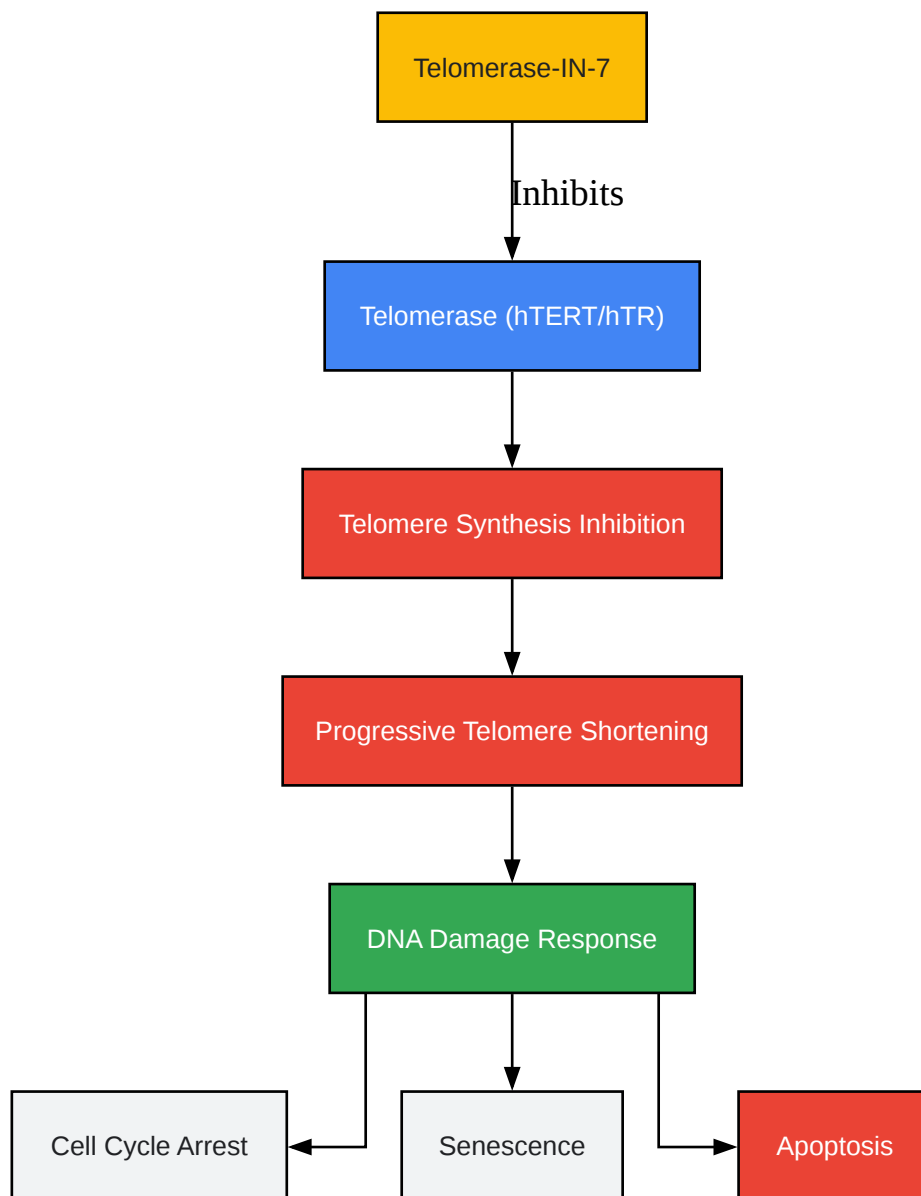 Telomerase-IN-7
Inhibits
Telomerase (hTERT/hTR)
Telomere Synthesis Inhibition
Progressive Telomere Shortening
DNA Damage Response
Cell Cycle Arrest
Senescence
Apoptosis